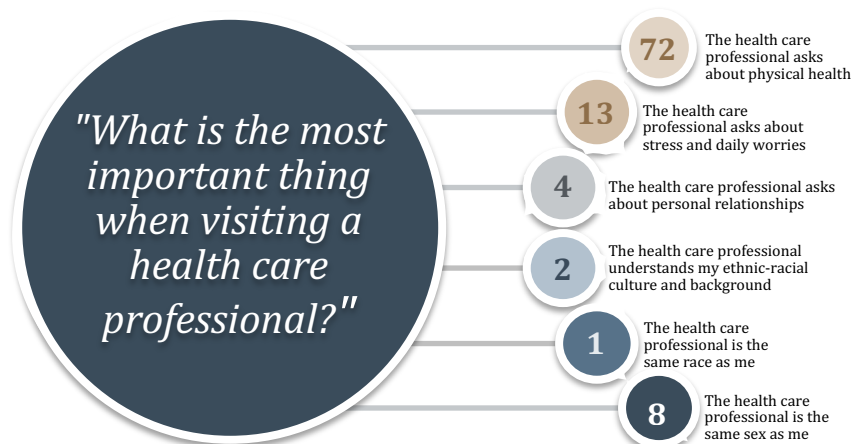 "What is the most
important thing
when visiting a
health care
professional?"
72
The health care
professional asks
about physical health
13
The health care
professional asks about
stress and daily worries
4
The health care professional asks
about personal relationships
2
The health care professional
understands my ethnic-racial
culture and background
1
The health care
professional is the
same race as me
8
The health care
professional is the
same sex as me